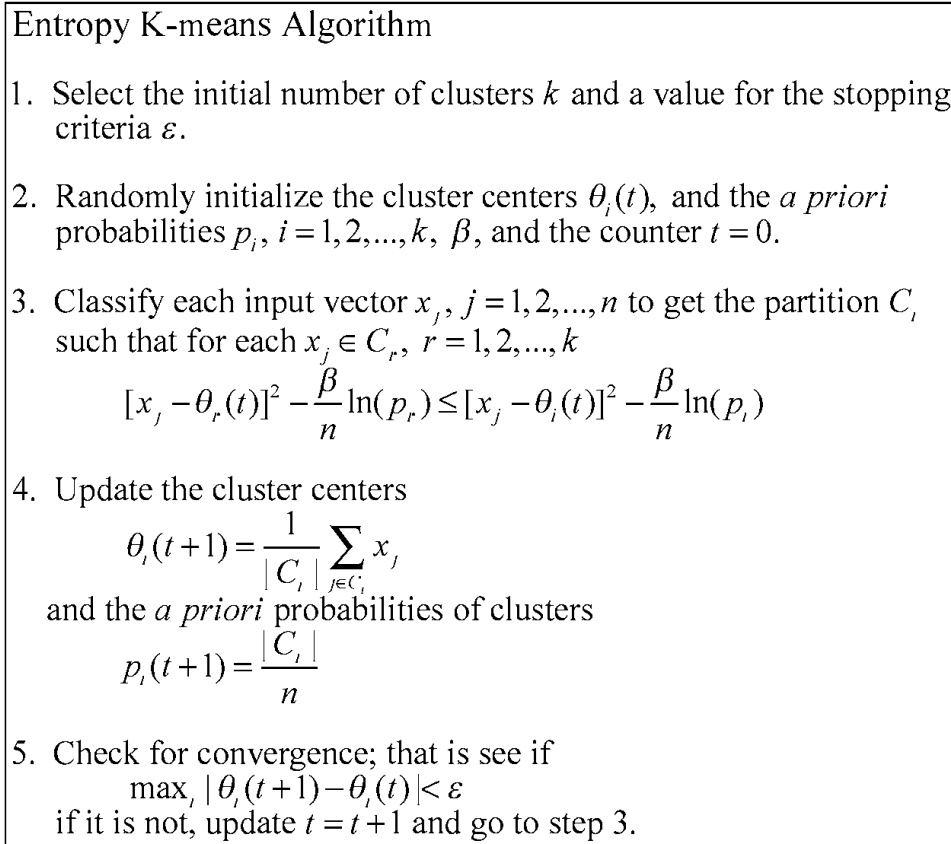 Entropy K-means Algorithm
1. Select the initial number of clusters k and a value for the stopping
criteria ε.
2. Randomly initialize the cluster centers θ_i(t), and the a priori
probabilities p_i, i = 1,2,...,k, β, and the counter t = 0.
3. Classify each input vector x_j, j = 1,2,...,n to get the partition C_i
such that for each x_j ∈ C_r, r = 1,2,...,k
[x_j − θ_r(t)]² − β/n ln(p_r) ≤ [x_j − θ_i(t)]² − β/n ln(p_i)
4. Update the cluster centers
θ_i(t+1) = 1/|C_i| ∑_{j∈C_i} x_j
and the a priori probabilities of clusters
p_i(t+1) = |C_i|/n
5. Check for convergence; that is see if
max_i |θ_i(t+1) − θ_i(t)| < ε
if it is not, update t = t+1 and go to step 3.